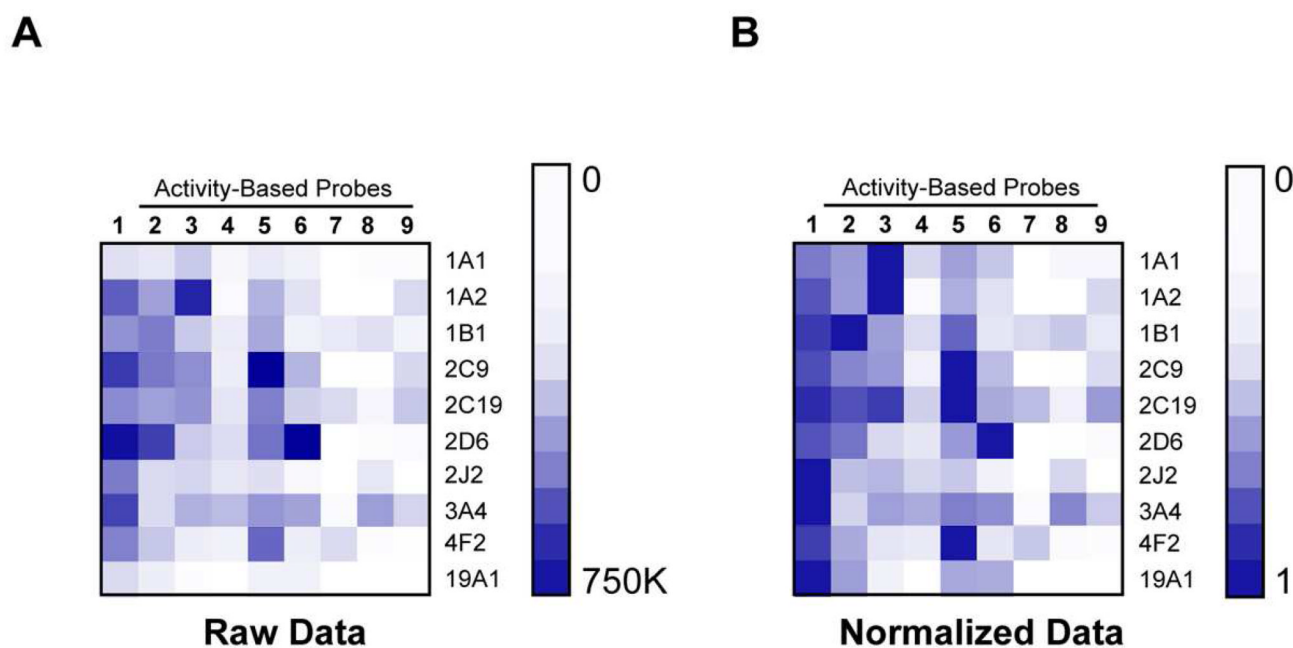 A
Activity-Based Probes
1 2 3 4 5 6 7 8 9
1A1
1A2
1B1
2C9
2C19
2D6
2J2
3A4
4F2
19A1
0
750K
Raw Data
B
Activity-Based Probes
1 2 3 4 5 6 7 8 9
1A1
1A2
1B1
2C9
2C19
2D6
2J2
3A4
4F2
19A1
0
1
Normalized Data